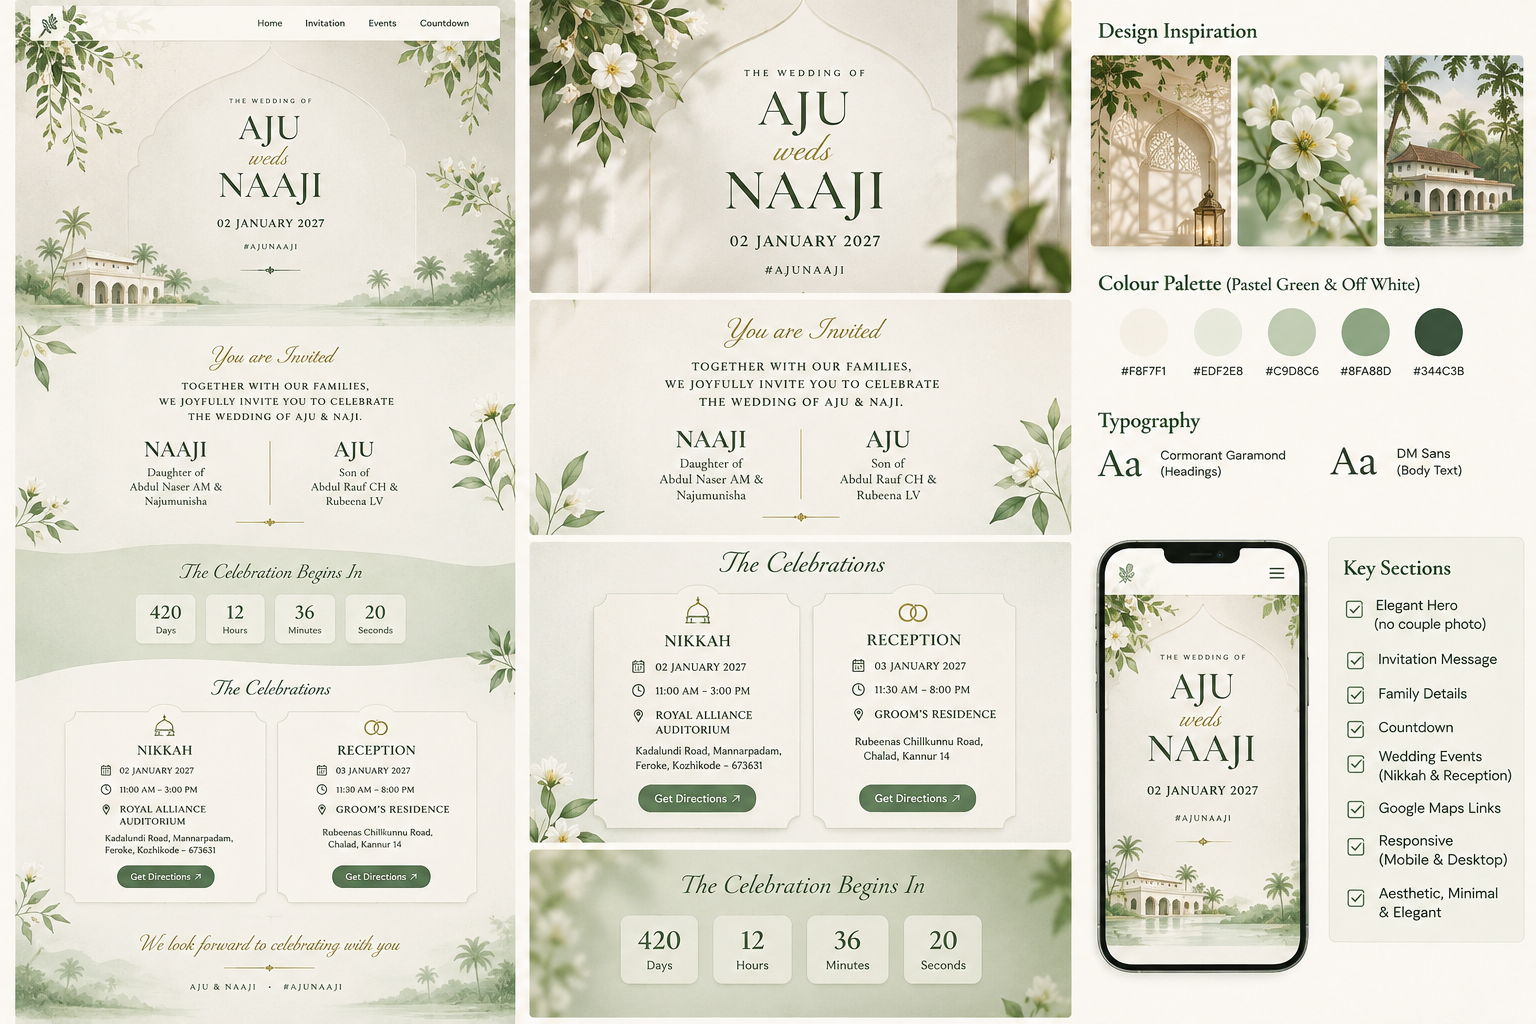 Home Invitation Events Countdown
THE WEDDING OF
AJU
weds
NAAJI
02 JANUARY 2027
#AJUNAAJI
You are Invited
TOGETHER WITH OUR FAMILIES,
WE JOYFULLY INVITE YOU TO CELEBRATE
THE WEDDING OF AJU & NAJI.
NAAJI
Daughter of
Abdul Naser AM &
Najumunisha
AJU
Son of
Abdul Rauf CH &
Rubeena LV
The Celebration Begins In
420 12 36 20
Days Hours Minutes Seconds
The Celebrations
NIKKAH
02 JANUARY 2027
11:00 AM – 3:00 PM
ROYAL ALLIANCE
AUDITORIUM
Kadalundi Road, Mannarpadam,
Feroke, Kozhikode – 673631
Get Directions ↗
RECEPTION
03 JANUARY 2027
11:30 AM – 8:00 PM
GROOM'S RESIDENCE
Rubeenas Chillkunnu Road,
Chalad, Kannur 14
Get Directions ↗
We look forward to celebrating with you
AJU & NAAJI • #AJUNAAJI
THE WEDDING OF
AJU
weds
NAAJI
02 JANUARY 2027
#AJUNAAJI
You are Invited
TOGETHER WITH OUR FAMILIES,
WE JOYFULLY INVITE YOU TO CELEBRATE
THE WEDDING OF AJU & NAJI.
NAAJI
Daughter of
Abdul Naser AM &
Najumunisha
AJU
Son of
Abdul Rauf CH &
Rubeena LV
The Celebrations
NIKKAH
02 JANUARY 2027
11:00 AM – 3:00 PM
ROYAL ALLIANCE
AUDITORIUM
Kadalundi Road, Mannarpadam,
Feroke, Kozhikode – 673631
Get Directions ↗
RECEPTION
03 JANUARY 2027
11:30 AM – 8:00 PM
GROOM'S RESIDENCE
Rubeenas Chillkunnu Road,
Chalad, Kannur 14
Get Directions ↗
The Celebration Begins In
420 12 36 20
Days Hours Minutes Seconds
Design Inspiration
Colour Palette (Pastel Green & Off White)
#F8F7F1 #EDF2E8 #C9D8C6 #8FA88D #344C3B
Typography
Aa
Cormorant Garamond
(Headings)
Aa
DM Sans
(Body Text)
THE WEDDING OF
AJU
weds
NAAJI
02 JANUARY 2027
#AJUNAAJI
Key Sections
Elegant Hero
(no couple photo)
Invitation Message
Family Details
Countdown
Wedding Events
(Nikkah & Reception)
Google Maps Links
Responsive
(Mobile & Desktop)
Aesthetic, Minimal
& Elegant